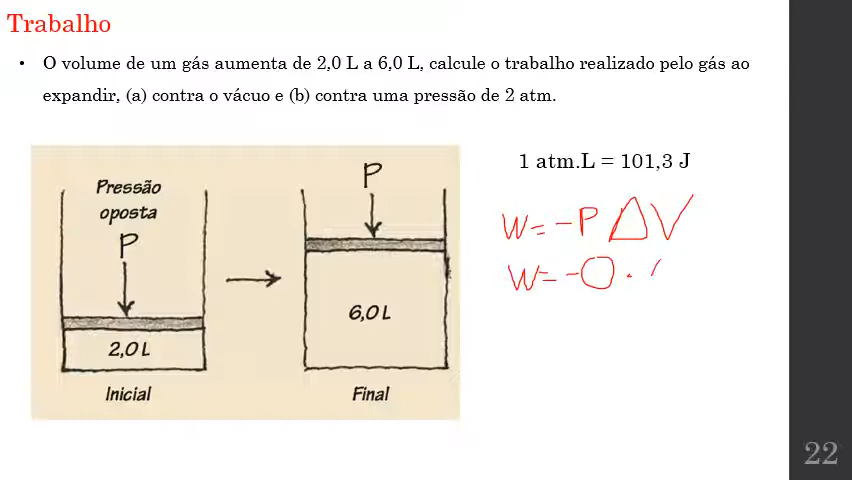 Trabalho
• O volume de um gás aumenta de 2,0 L a 6,0 L, calcule o trabalho realizado pelo gás ao
expandir, (a) contra o vácuo e (b) contra uma pressão de 2 atm.
1 atm.L = 101,3 J
Pressão
oposta
P
2,0 L
Inicial
P
6,0 L
Final
W = -P ΔV
W = -0 .
22